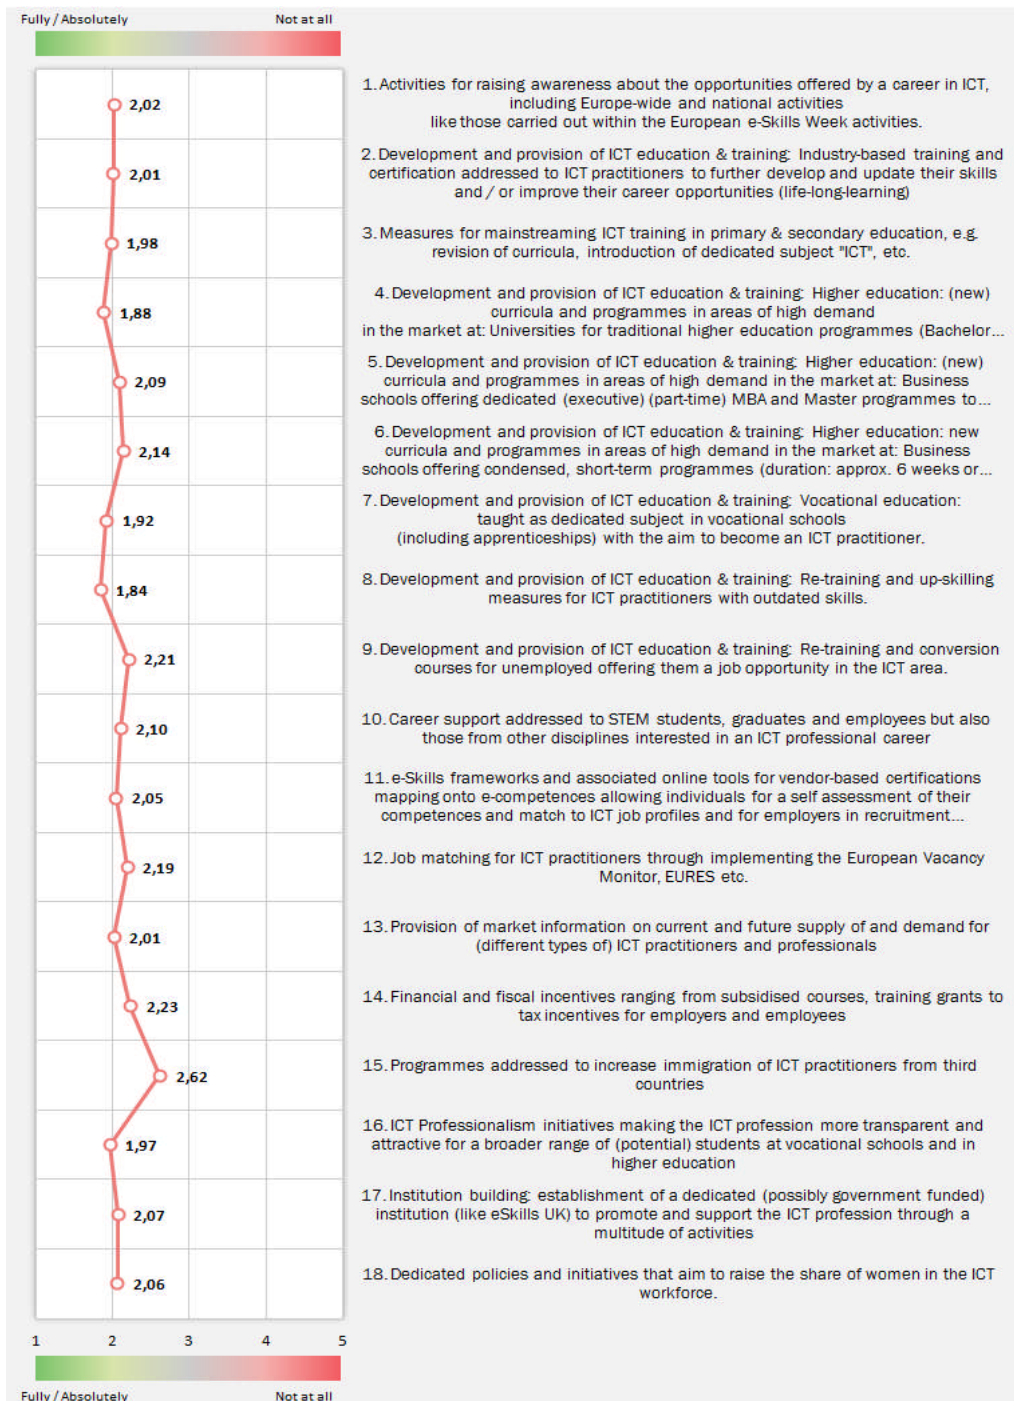 Fully / Absolutely Not at all
2,02
1. Activities for raising awareness about the opportunities offered by a career in ICT,
including Europe-wide and national activities
like those carried out within the European e-Skills Week activities.
2,01
2. Development and provision of ICT education & training: Industry-based training and
certification addressed to ICT practitioners to further develop and update their skills
and / or improve their career opportunities (life-long-learning)
1,98
3. Measures for mainstreaming ICT training in primary & secondary education, e.g.
revision of curricula, introduction of dedicated subject "ICT", etc.
1,88
4. Development and provision of ICT education & training: Higher education: (new)
curricula and programmes in areas of high demand
in the market at: Universities for traditional higher education programmes (Bachelor...
2,09
5. Development and provision of ICT education & training: Higher education: (new)
curricula and programmes in areas of high demand in the market at: Business
schools offering dedicated (executive) (part-time) MBA and Master programmes to...
2,14
6. Development and provision of ICT education & training: Higher education: new
curricula and programmes in areas of high demand in the market at: Business
schools offering condensed, short-term programmes (duration: approx. 6 weeks or...
1,92
7. Development and provision of ICT education & training: Vocational education:
taught as dedicated subject in vocational schools
(including apprenticeships) with the aim to become an ICT practitioner.
1,84
8. Development and provision of ICT education & training: Re-training and up-skilling
measures for ICT practitioners with outdated skills.
2,21
9. Development and provision of ICT education & training: Re-training and conversion
courses for unemployed offering them a job opportunity in the ICT area.
2,10
10. Career support addressed to STEM students, graduates and employees but also
those from other disciplines interested in an ICT professional career
2,05
11. e-Skills frameworks and associated online tools for vendor-based certifications
mapping onto e-competences allowing individuals for a self assessment of their
competences and match to ICT job profiles and for employers in recruitment...
2,19
12. Job matching for ICT practitioners through implementing the European Vacancy
Monitor, EURES etc.
2,01
13. Provision of market information on current and future supply of and demand for
(different types of) ICT practitioners and professionals
2,23
14. Financial and fiscal incentives ranging from subsidised courses, training grants to
tax incentives for employers and employees
2,62
15. Programmes addressed to increase immigration of ICT practitioners from third
countries
1,97
16. ICT Professionalism initiatives making the ICT profession more transparent and
attractive for a broader range of (potential) students at vocational schools and in
higher education
2,07
17. Institution building: establishment of a dedicated (possibly government funded)
institution (like eSkills UK) to promote and support the ICT profession through a
multitude of activities
2,06
18. Dedicated policies and initiatives that aim to raise the share of women in the ICT
workforce.
1 2 3 4 5
Fully / Absolutely Not at all